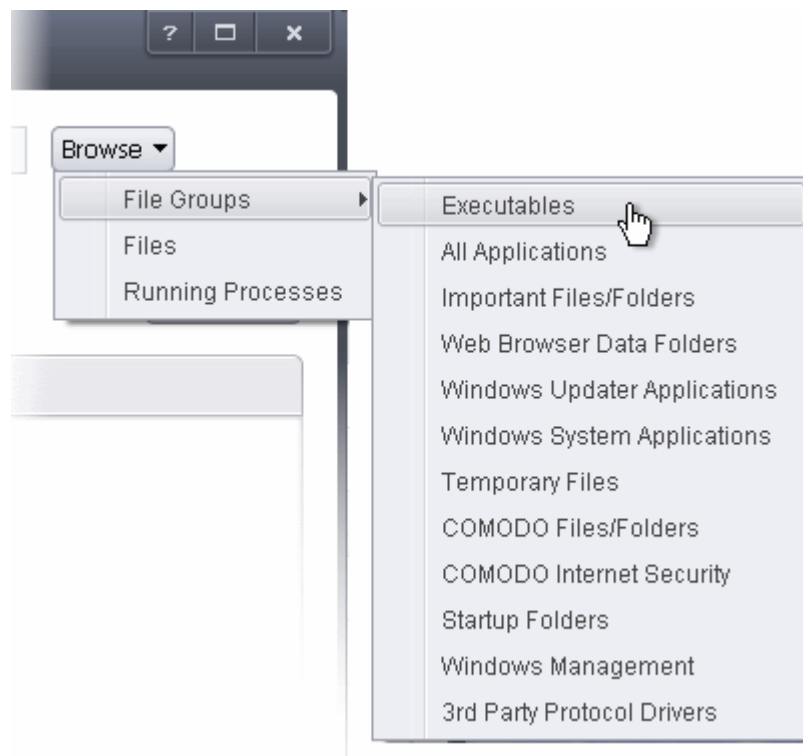 ?
Browse
File Groups
Files
Running Processes
Executables
All Applications
Important Files/Folders
Web Browser Data Folders
Windows Updater Applications
Windows System Applications
Temporary Files
COMODO Files/Folders
COMODO Internet Security
Startup Folders
Windows Management
3rd Party Protocol Drivers